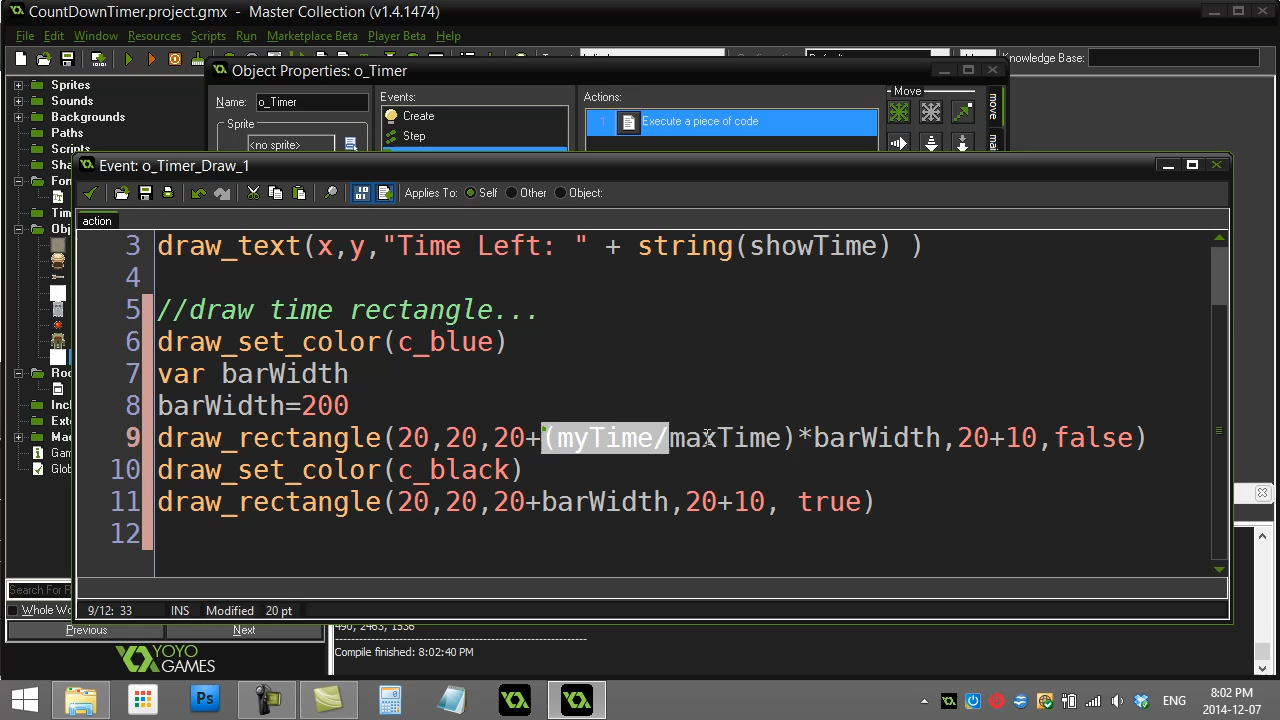 CountDownTimer.project.gmx - Master Collection (v1.4.1474)
File Edit Window Resources Scripts Run Marketplace Beta Player Beta Help
Knowledge Base:
Sprites
Sounds
Backgrounds
Paths
Scripts
Object Properties: o_Timer
Name: o_Timer
Sprite
<no sprite>
Events:
Create
Step
Actions:
1 Execute a piece of code
Move
move
Event: o_Timer_Draw_1
Applies To: Self Other Object:
action
3 draw_text(x,y,"Time Left: " + string(showTime) )
4
5 //draw time rectangle...
6 draw_set_color(c_blue)
7 var barWidth
8 barWidth=200
9 draw_rectangle(20,20,20+(myTime/maxTime)*barWidth,20+10,false)
10 draw_set_color(c_black)
11 draw_rectangle(20,20,20+barWidth,20+10, true)
12
9/12: 33 INS Modified 20 pt
Previous Next
490, 2463, 1536
Compile finished: 8:02:40 PM
YOYO
GAMES
Ps
ENG
8:02 PM
2014-12-07